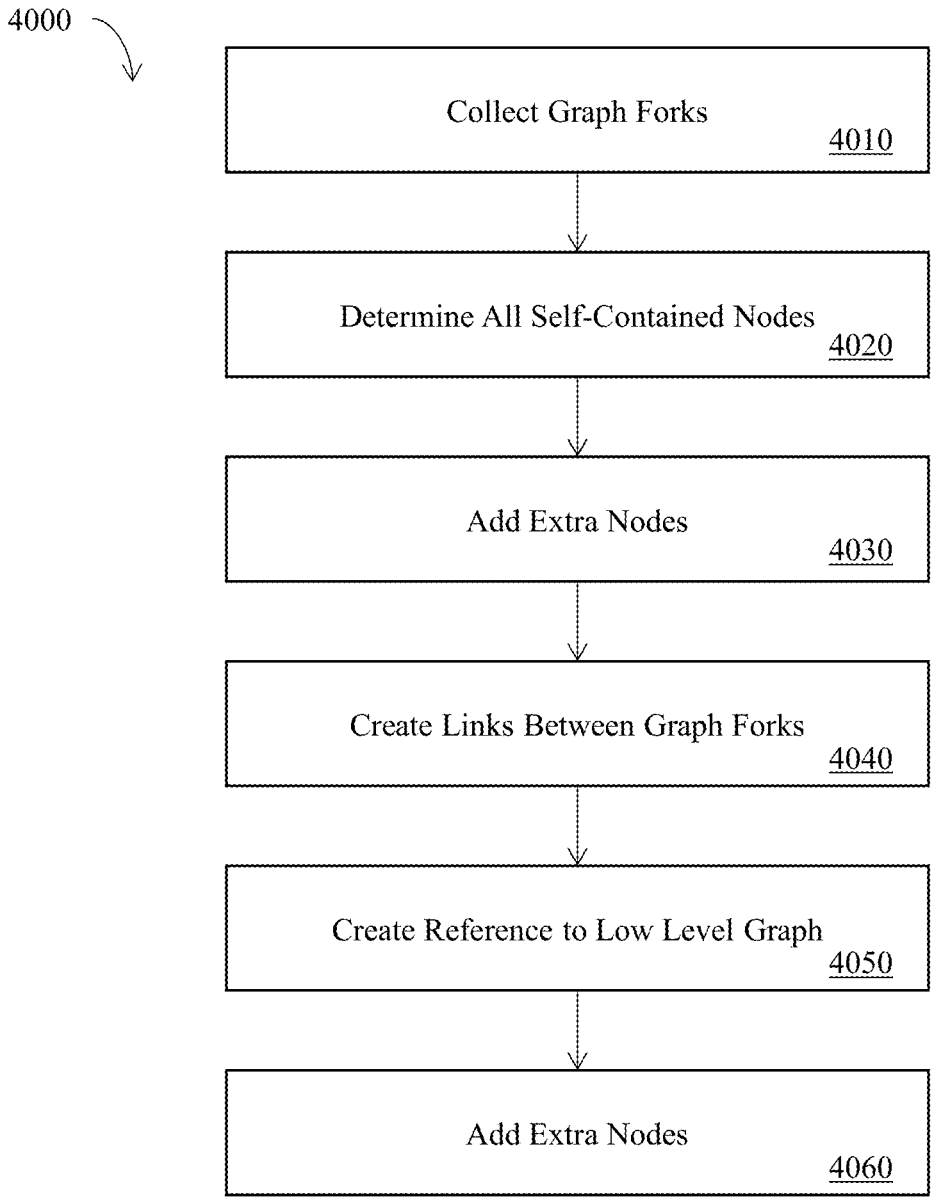 4000
Collect Graph Forks
4010
Determine All Self-Contained Nodes
4020
Add Extra Nodes
4030
Create Links Between Graph Forks
4040
Create Reference to Low Level Graph
4050
Add Extra Nodes
4060